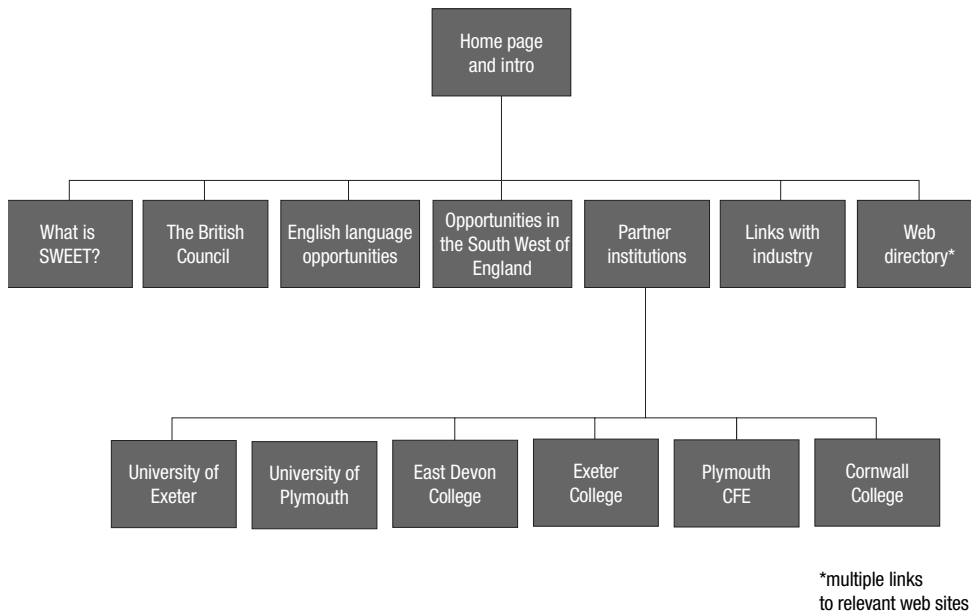 Home page
and intro
What is
SWEET?
The British
Council
English language
opportunities
Opportunities in
the South West of
England
Partner
institutions
Links with
industry
Web
directory*
University of
Exeter
University of
Plymouth
East Devon
College
Exeter
College
Plymouth
CFE
Cornwall
College
*multiple links
to relevant web sites